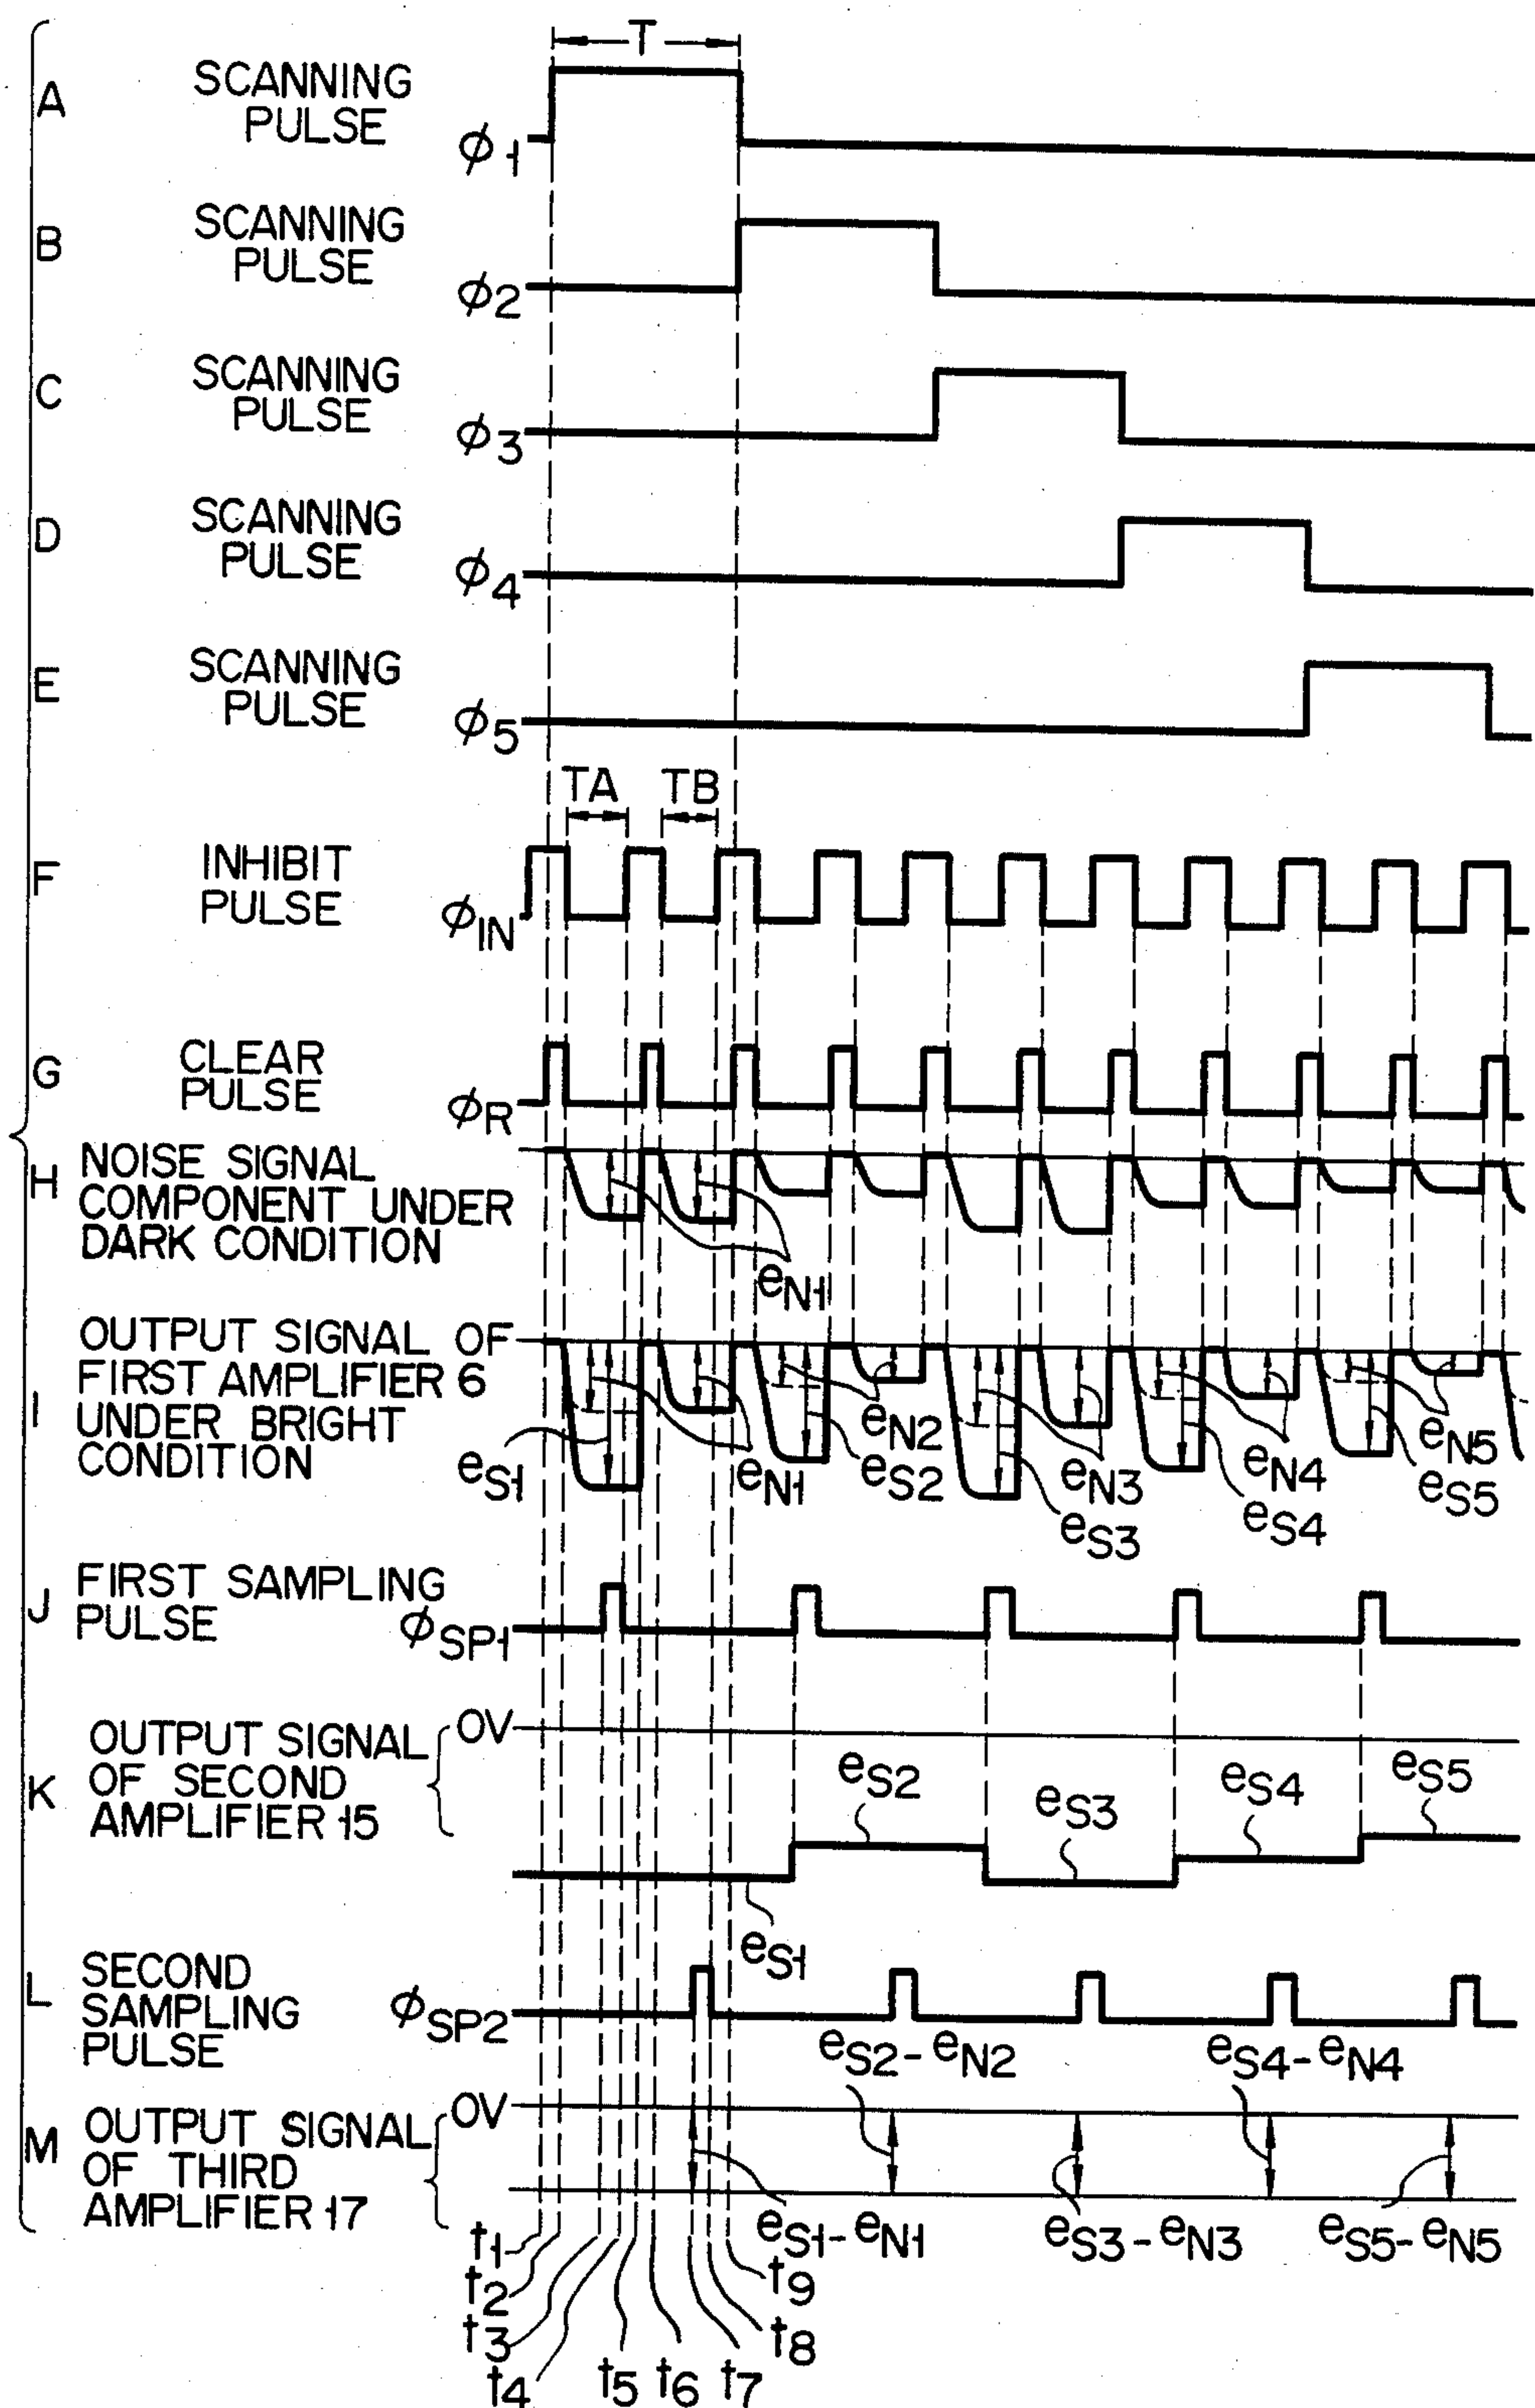 T
A
SCANNING
PULSE
φ1
B
SCANNING
PULSE
φ2
C
SCANNING
PULSE
φ3
D
SCANNING
PULSE
φ4
E
SCANNING
PULSE
φ5
TA TB
F
INHIBIT
PULSE
φIN
G
CLEAR
PULSE
φR
H
NOISE SIGNAL
COMPONENT UNDER
DARK CONDITION
eN1
I
OUTPUT SIGNAL OF
FIRST AMPLIFIER 6
UNDER BRIGHT
CONDITION
eS1
eN1
eN2
eS2
eN3
eS3
eN4
eS4
eN5
eS5
J
FIRST SAMPLING
PULSE
φSP1
K
OUTPUT SIGNAL
OF SECOND
AMPLIFIER 15
OV
eS1
eS2
eS3
eS4
eS5
L
SECOND
SAMPLING
PULSE
φSP2
M
OUTPUT SIGNAL
OF THIRD
AMPLIFIER 17
OV
eS2-eN2
eS4-eN4
eS1-eN1
eS3-eN3
eS5-eN5
t1
t2
t3
t4
t5
t6
t7
t8
t9